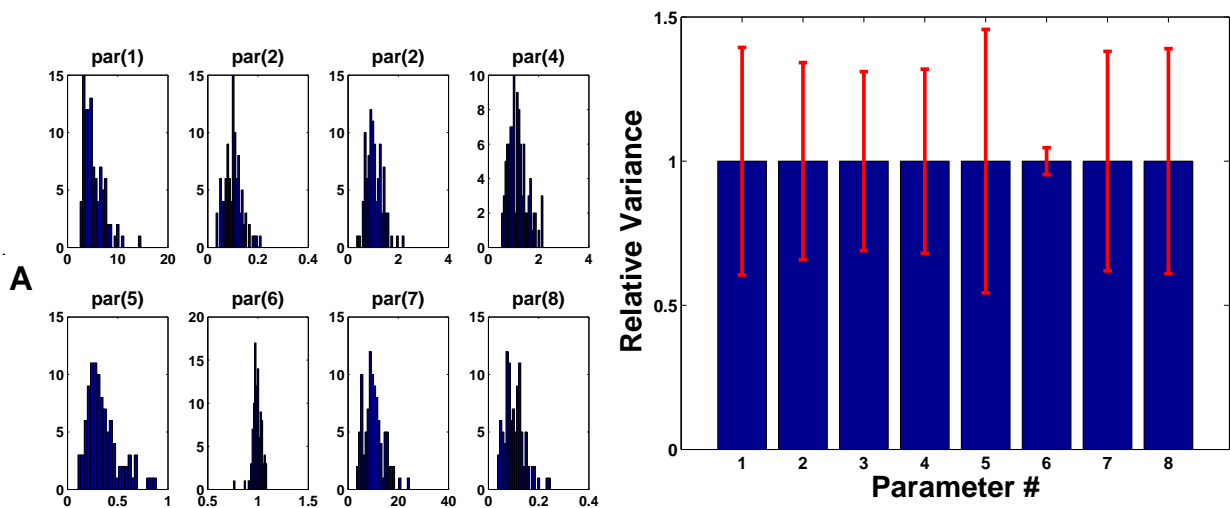 par(1) par(2) par(2) par(4)
15 15 15 10
8
10 10 10
6
4
5 5 5
2
0 0 0 0
0 10 20 0 0.2 0.4 0 2 4 0 2 4
A
par(5) par(6) par(7) par(8)
15 20 15 15
15
10 10 10
10
5 5 5
5
0 0 0 0
0 0.5 1 0.5 1 1.5 0 20 40 0 0.2 0.4
1.5
1
0.5
0
Relative Variance
1 2 3 4 5 6 7 8
Parameter #